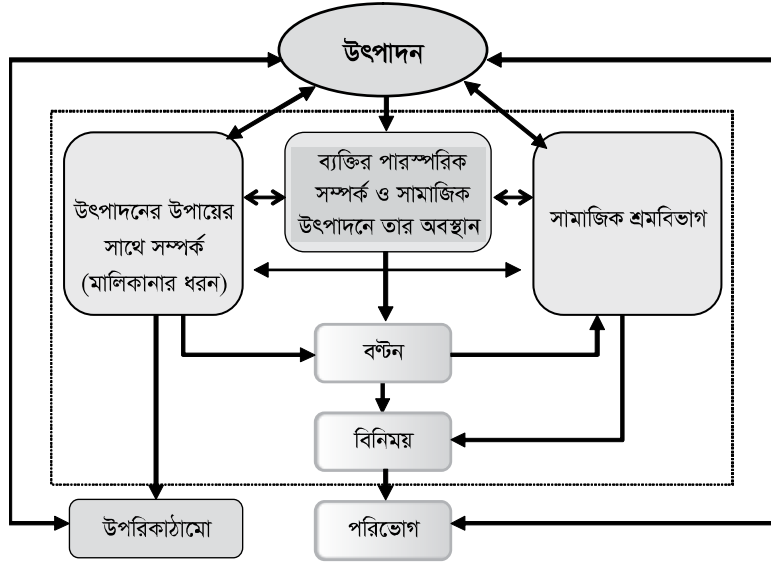 উৎপাদন
উৎপাদনের উপায়ের
সাথে সম্পর্ক
(মালিকানার ধরন)
ব্যক্তির পারস্পরিক
সম্পর্ক ও সামাজিক
উৎপাদনে তার অবস্থান
সামাজিক শ্রমবিভাগ
বণ্টন
বিনিময়
উপরিকাঠামো
পরিভোগ